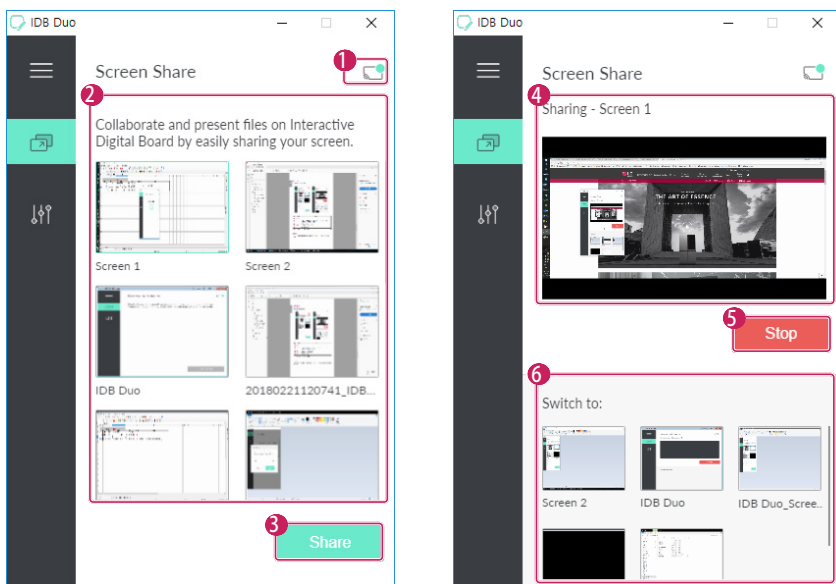 IDB Duo
Screen Share
1
2
Collaborate and present files on Interactive
Digital Board by easily sharing your screen.
Screen 1
Screen 2
IDB Duo
20180221120741_IDB...
3
Share
IDB Duo
Screen Share
4
Sharing - Screen 1
THE ART OF ESSENCE
5
Stop
6
Switch to:
Screen 2
IDB Duo
IDB Duo_Scree..